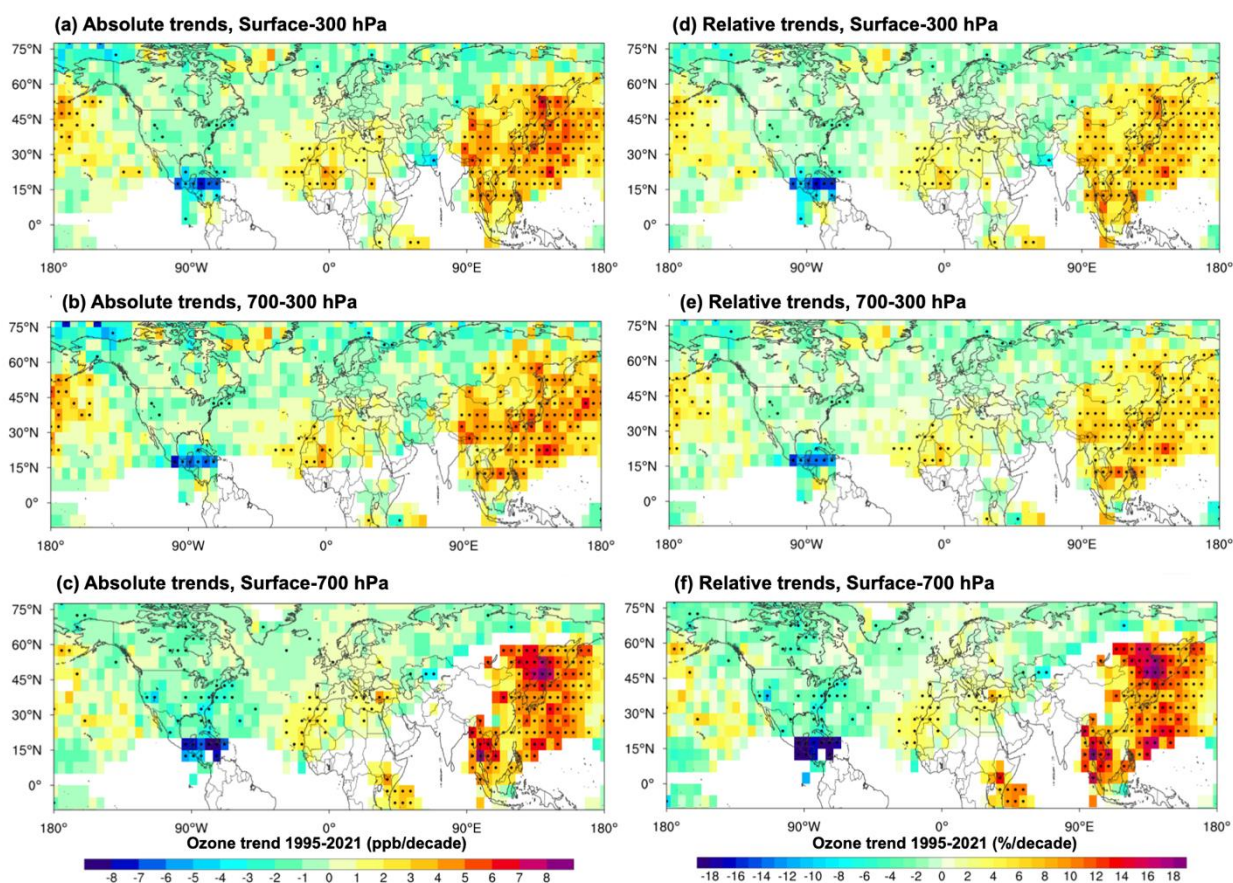 (a) Absolute trends, Surface-300 hPa
75°N
60°N
45°N
30°N
15°N
0°
180° 90°W 0° 90°E 180°
(d) Relative trends, Surface-300 hPa
75°N
60°N
45°N
30°N
15°N
0°
180° 90°W 0° 90°E 180°
(b) Absolute trends, 700-300 hPa
75°N
60°N
45°N
30°N
15°N
0°
180° 90°W 0° 90°E 180°
(e) Relative trends, 700-300 hPa
75°N
60°N
45°N
30°N
15°N
0°
180° 90°W 0° 90°E 180°
(c) Absolute trends, Surface-700 hPa
75°N
60°N
45°N
30°N
15°N
0°
180° 90°W 0° 90°E 180°
Ozone trend 1995-2021 (ppb/decade)
-8 -7 -6 -5 -4 -3 -2 -1 0 1 2 3 4 5 6 7 8
(f) Relative trends, Surface-700 hPa
75°N
60°N
45°N
30°N
15°N
0°
180° 90°W 0° 90°E 180°
Ozone trend 1995-2021 (%/decade)
-18 -16 -14 -12 -10 -8 -6 -4 -2 0 2 4 6 8 10 12 14 16 18